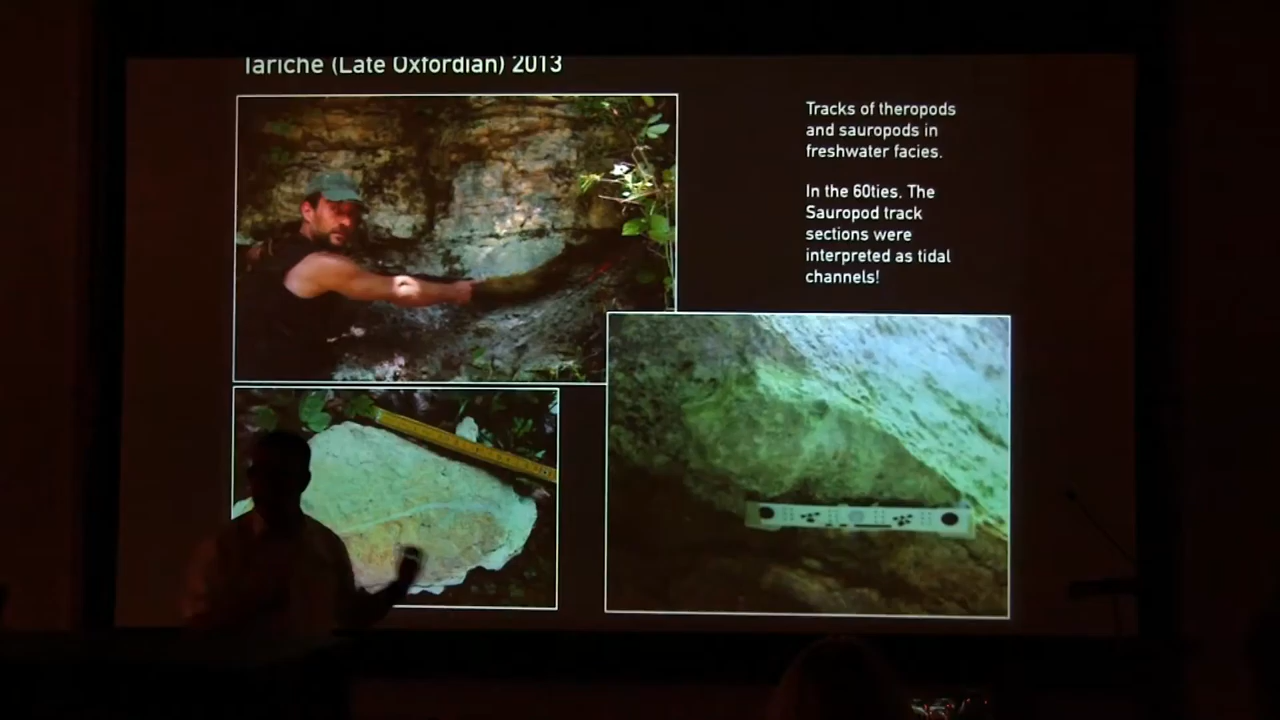 Tariche (Late Oxfordian) 2013
Tracks of theropods
and sauropods in
freshwater facies.
In the 60ties, The
Sauropod track
sections were
interpreted as tidal
channels!